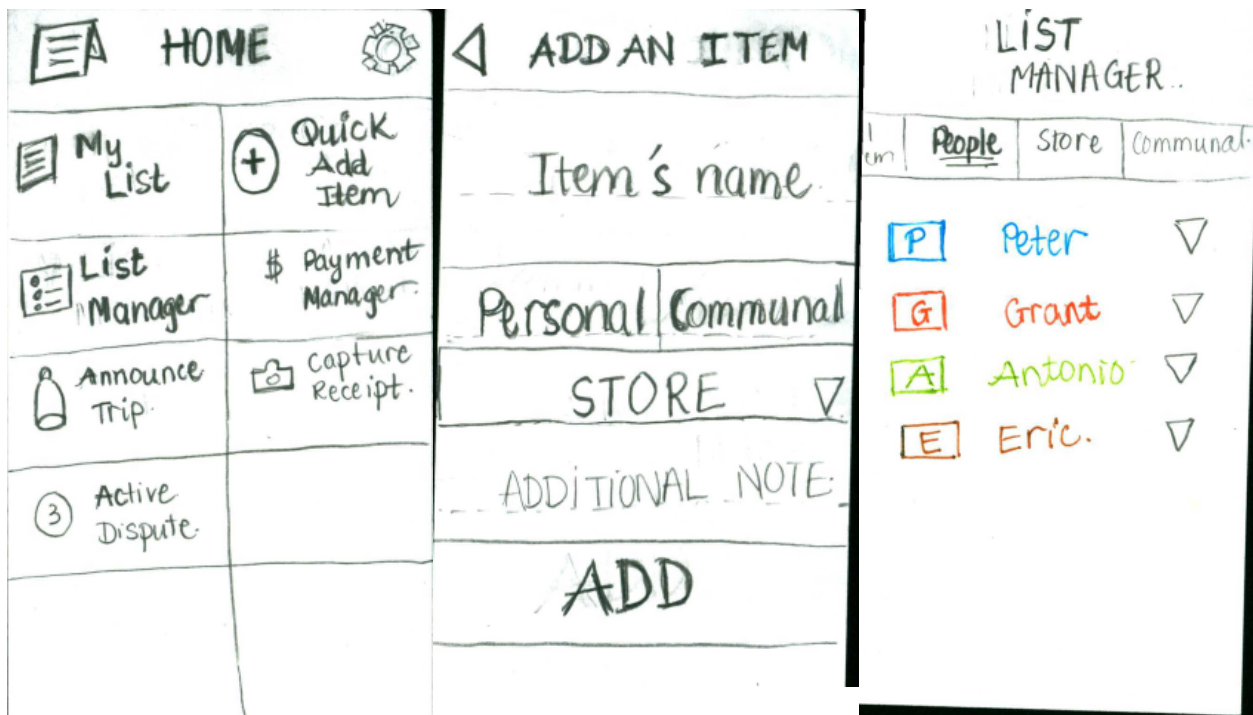 HOME
My
List
+
Quick
Add
Item
List
Manager
$ Payment
Manager.
Announce
Trip.
Capture
Receipt.
3
Active
Dispute.
ADD AN ITEM
Item's name
Personal
Communal
STORE
ADDITIONAL NOTE
ADD
LIST
MANAGER..
People
Store
Communal.
P Peter
G Grant
A Antonio
E Eric.